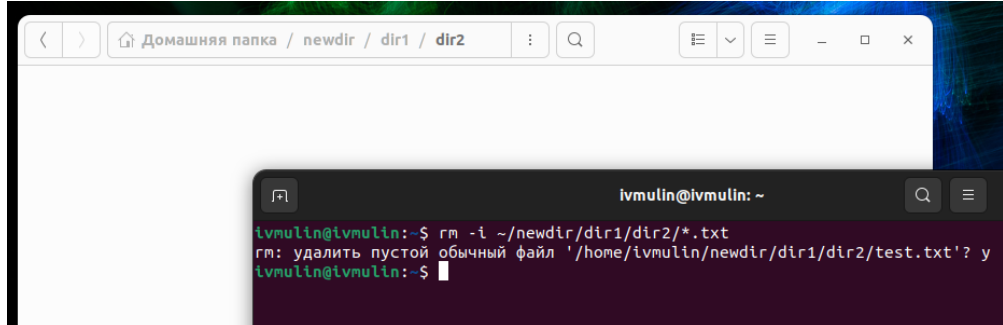 Домашняя папка / newdir / dir1 / dir2
ivmulin@ivmulin: ~
ivmulin@ivmulin:~$ rm -i ~/newdir/dir1/dir2/*.txt
rm: удалить пустой обычный файл '/home/ivmulin/newdir/dir1/dir2/test.txt'? y
ivmulin@ivmulin:~$